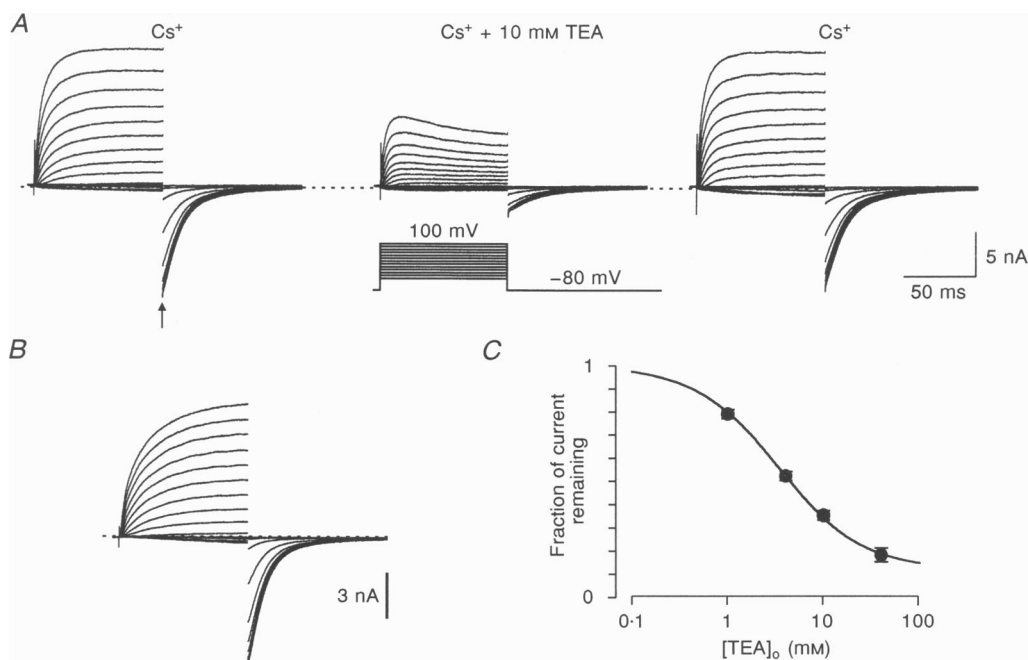 A
Cs⁺
Cs⁺ + 10 mM TEA
Cs⁺
100 mV
−80 mV
5 nA
50 ms
B
3 nA
C
1
Fraction of current
remaining
0
0·1
1
10
100
[TEA]ₒ (mM)